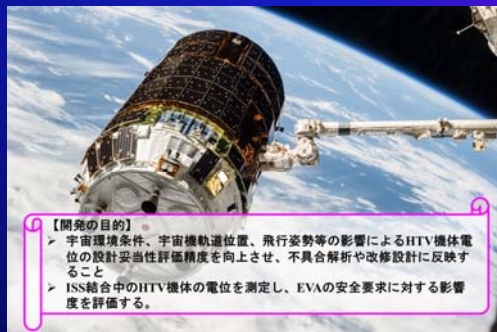 【開発の目的】
➢ 宇宙環境条件、宇宙機軌道位置、飛行姿勢等の影響によるHTV機体電
位の設計妥当性評価精度を向上させ、不具合解析や改修設計に反映す
ること
➢ ISS結合中のHTV機体の電位を測定し、EVAの安全要求に対する影響
度を評価する。